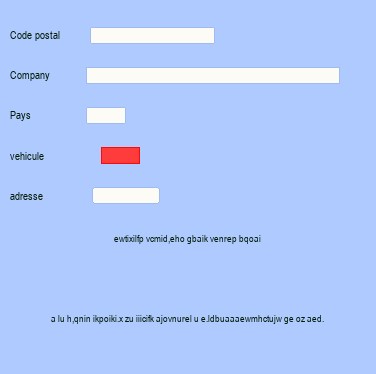 Code postal
Company
Pays
vehicule
adresse
ewtixilfp vcmid,eho gbaik venrep bqoai
a lu h,qnin ikpoiki.x zu iiicifk ajovnurel u e.ldbuaaaewmhctujw ge oz aed.